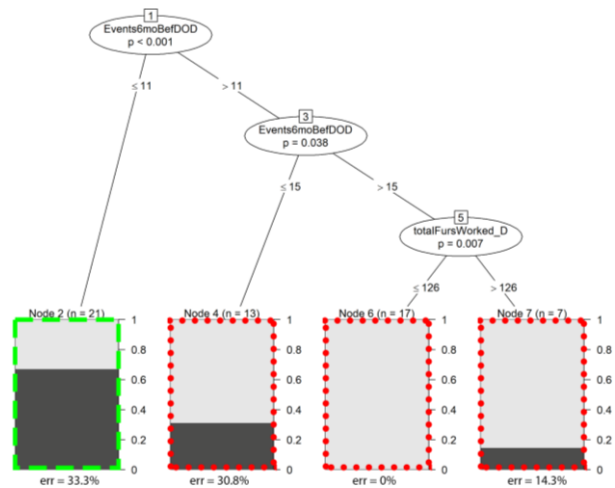 1
Events6moBefDOD
p < 0.001
≤ 11
> 11
3
Events6moBefDOD
p = 0.038
≤ 15
> 15
5
totalFursWorked_D
p = 0.007
≤ 126
> 126
Node 2 (n = 21)
1
0.8
0.6
0.4
0.2
0
err = 33.3%
Node 4 (n = 13)
1
0.8
0.6
0.4
0.2
0
err = 30.8%
Node 6 (n = 17)
1
0.8
0.6
0.4
0.2
0
err = 0%
Node 7 (n = 7)
1
0.8
0.6
0.4
0.2
0
err = 14.3%